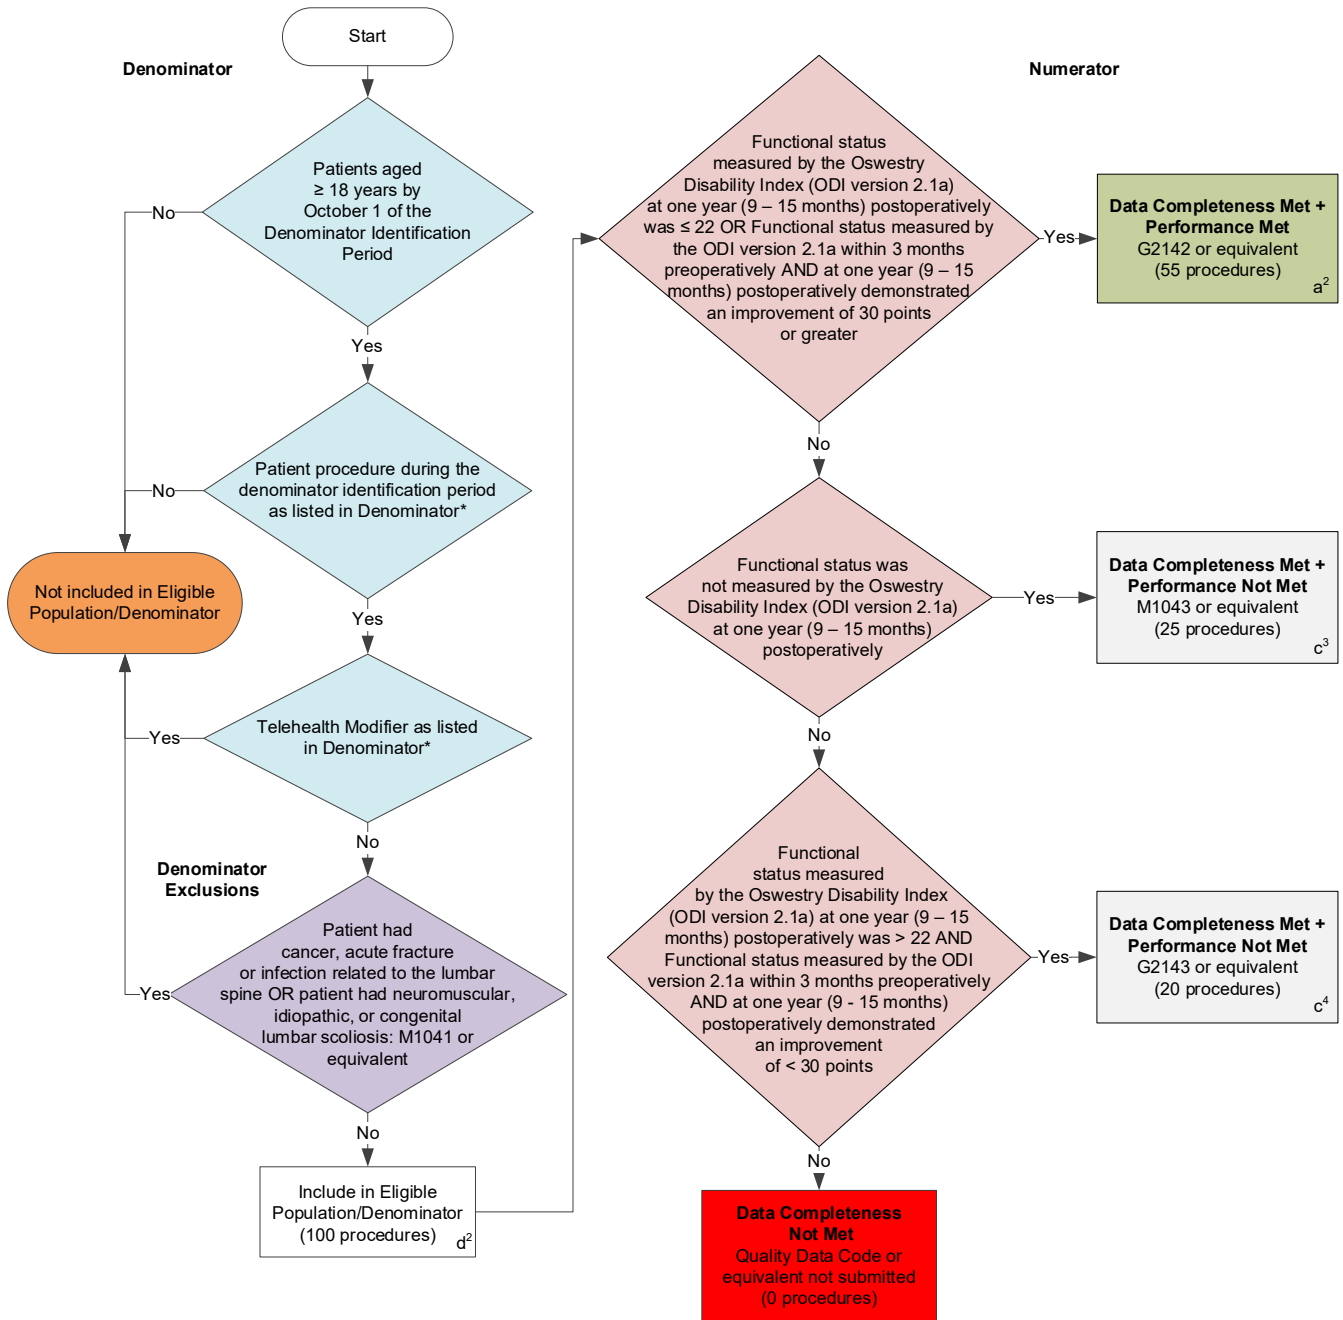 Start
Denominator
Patients aged
≥ 18 years by
October 1 of the
Denominator Identification
Period
No
Yes
Patient procedure during the
denominator identification period
as listed in Denominator*
No
Yes
Not included in Eligible
Population/Denominator
Telehealth Modifier as listed
in Denominator*
Yes
No
Denominator
Exclusions
Patient had
cancer, acute fracture
or infection related to the lumbar
spine OR patient had neuromuscular,
idiopathic, or congenital
lumbar scoliosis: M1041 or
equivalent
Yes
No
Include in Eligible
Population/Denominator
(100 procedures)
d²
Numerator
Functional status
measured by the Oswestry
Disability Index (ODI version 2.1a)
at one year (9 – 15 months) postoperatively
was ≤ 22 OR Functional status measured by
the ODI version 2.1a within 3 months
preoperatively AND at one year (9 – 15
months) postoperatively demonstrated
an improvement of 30 points
or greater
Yes
Data Completeness Met +
Performance Met
G2142 or equivalent
(55 procedures)
a²
No
Functional status was
not measured by the Oswestry
Disability Index (ODI version 2.1a)
at one year (9 – 15 months)
postoperatively
Yes
Data Completeness Met +
Performance Not Met
M1043 or equivalent
(25 procedures)
c³
No
Functional
status measured
by the Oswestry Disability Index
(ODI version 2.1a) at one year (9 – 15
months) postoperatively was > 22 AND
Functional status measured by the ODI
version 2.1a within 3 months preoperatively
AND at one year (9 - 15 months)
postoperatively demonstrated
an improvement
of < 30 points
Yes
Data Completeness Met +
Performance Not Met
G2143 or equivalent
(20 procedures)
c⁴
No
Data Completeness
Not Met
Quality Data Code or
equivalent not submitted
(0 procedures)